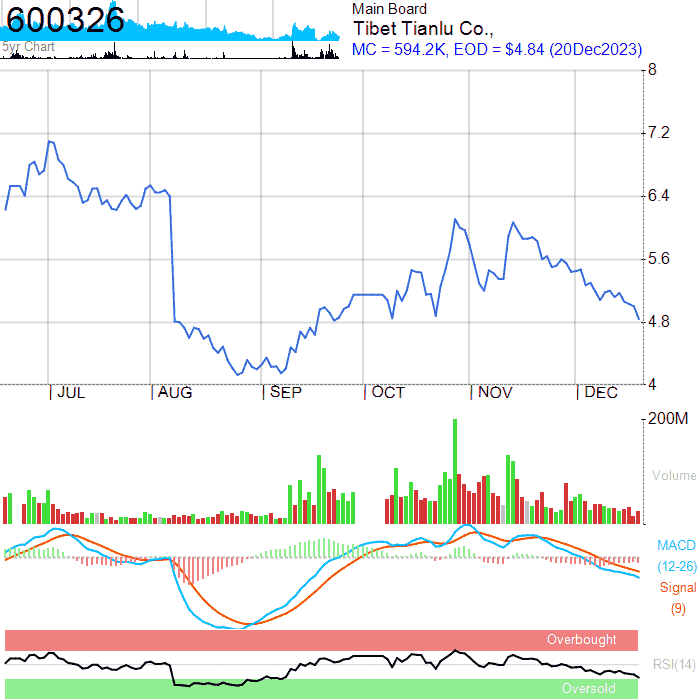 600326
5yr Chart
Main Board
Tibet Tianlu Co.,
MC = 594.2K, EOD = $4.84 (20Dec2023)
8
7.2
6.4
5.6
4.8
4
JUL AUG SEP OCT NOV DEC
200M
Volume
MACD
(12-26)
Signal
(9)
Overbought
RSI(14)
Oversold